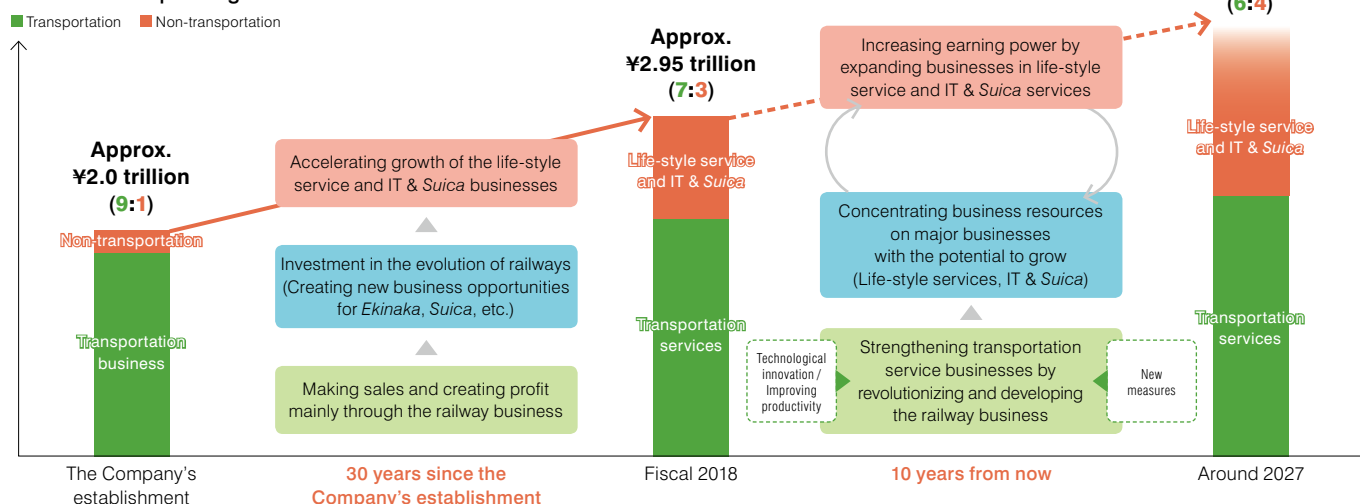 Transportation
Non-transportation
Approx.
¥2.0 trillion
(9:1)
Non-transportation
Transportation
business
The Company's
establishment
Accelerating growth of the life-style
service and IT & Suica businesses
Investment in the evolution of railways
(Creating new business opportunities
for Ekinaka, Suica, etc.)
Making sales and creating profit
mainly through the railway business
30 years since the
Company's establishment
Approx.
¥2.95 trillion
(7:3)
Life-style service
and IT & Suica
Transportation
services
Fiscal 2018
Increasing earning power by
expanding businesses in life-style
service and IT & Suica services
Concentrating business resources
on major businesses
with the potential to grow
(Life-style services, IT & Suica)
Technological
innovation /
Improving
productivity
Strengthening transportation
service businesses by
revolutionizing and developing
the railway business
New
measures
10 years from now
(6:4)
Life-style service
and IT & Suica
Transportation
services
Around 2027